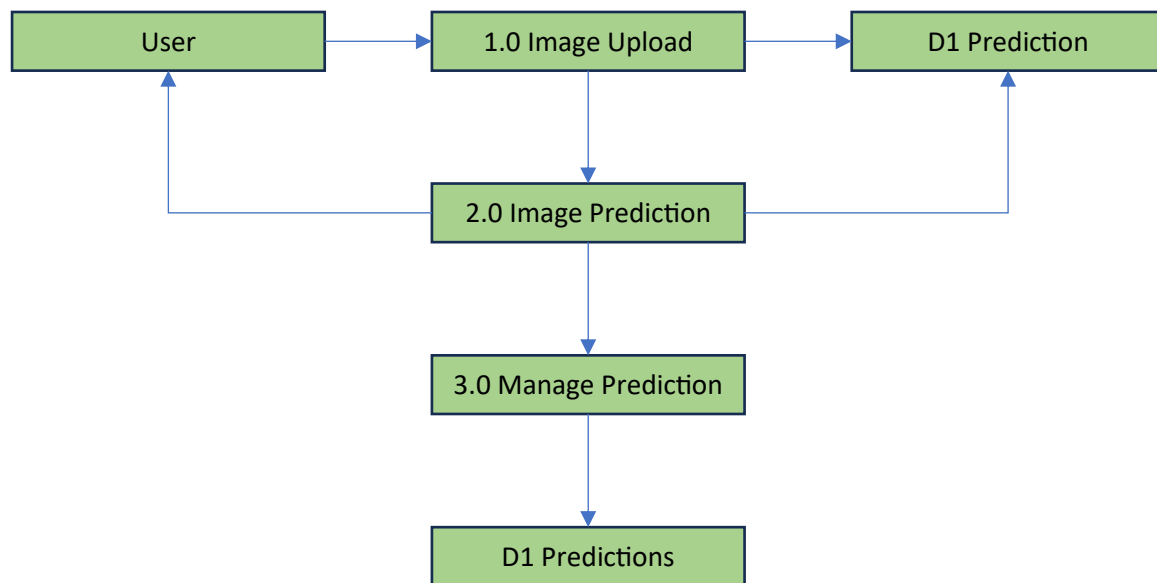 User
1.0 Image Upload
D1 Prediction
2.0 Image Prediction
3.0 Manage Prediction
D1 Predictions